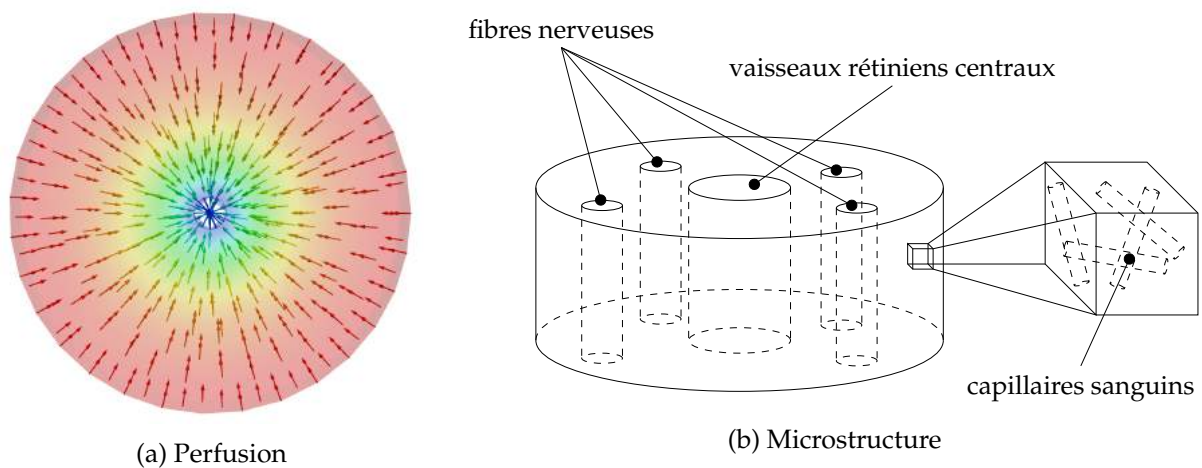 fibres nerveuses
vaisseaux rétiniens centraux
capillaires sanguins
(a) Perfusion
(b) Microstructure